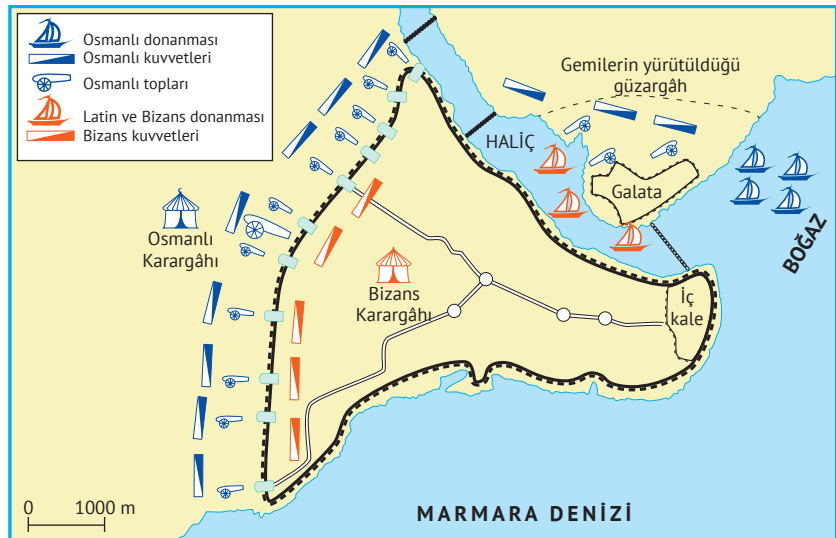 Osmanlı donanması
Osmanlı kuvvetleri
Osmanlı topları
Latin ve Bizans donanması
Bizans kuvvetleri
Gemilerin yürütüldüğü
güzargâh
HALİÇ
Galata
BOĞAZ
Osmanlı
Karargâhı
Bizans
Karargâhı
İç
kale
0 1000 m
MARMARA DENİZİ